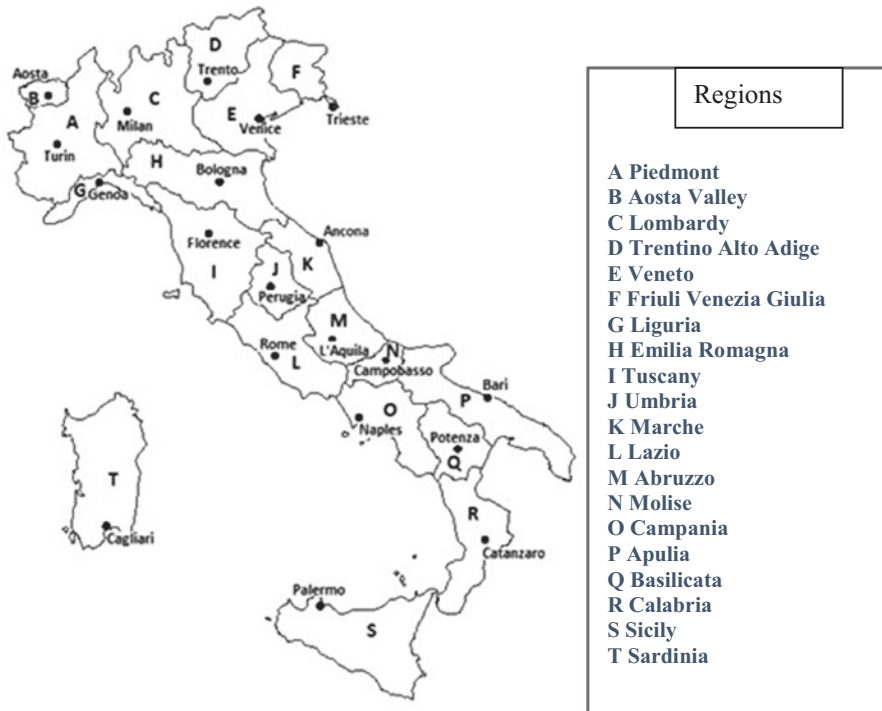 D
Trento
F
Aosta
B
C
E
Venice
Trieste
A
Milan
Turin
H
Bologna
G
Genoa
Florence
Ancona
I
J
K
Perugia
M
Rome
L'Aquila
N
L
Campobasso
Bari
P
O
Naples
Potenza
Q
T
R
Cagliari
Catanzaro
Palermo
S
Regions
A Piedmont
B Aosta Valley
C Lombardy
D Trentino Alto Adige
E Veneto
F Friuli Venezia Giulia
G Liguria
H Emilia Romagna
I Tuscany
J Umbria
K Marche
L Lazio
M Abruzzo
N Molise
O Campania
P Apulia
Q Basilicata
R Calabria
S Sicily
T Sardinia